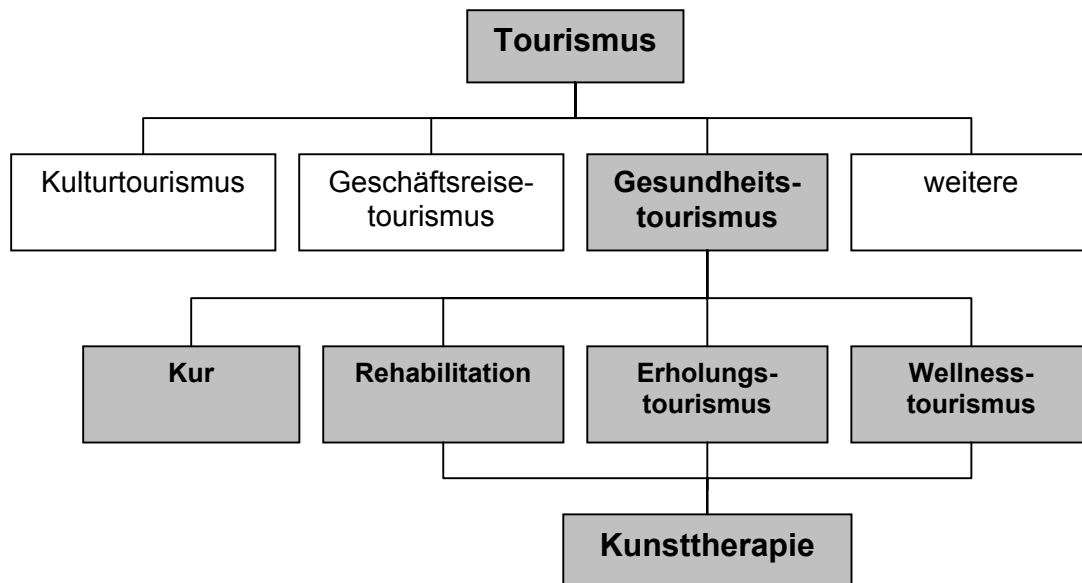 Tourismus
Kulturtourismus
Geschäftsreise-
tourismus
Gesundheits-
tourismus
weitere
Kur
Rehabilitation
Erholungs-
tourismus
Wellness-
tourismus
Kunsttherapie